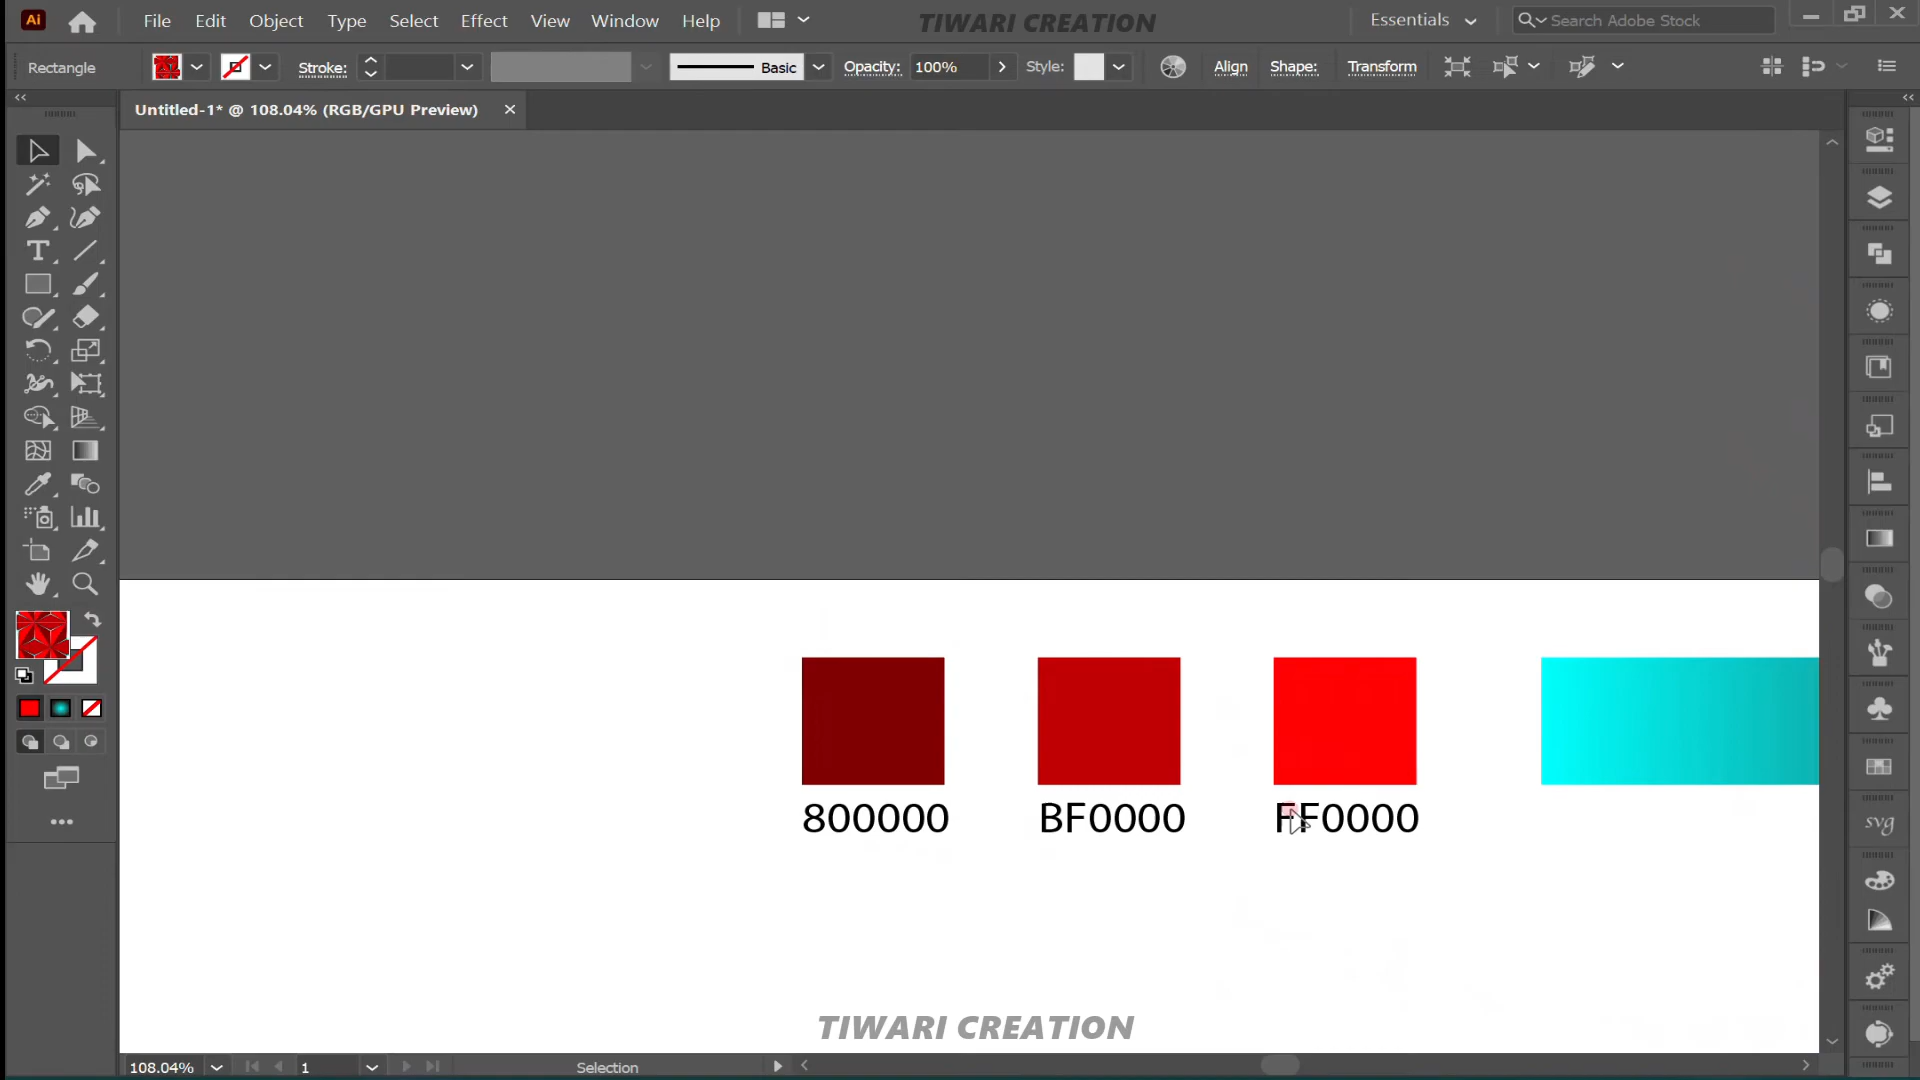 Ai File Edit Object Type Select Effect View Window Help TIWARI CREATION Essentials Search Adobe Stock
Rectangle Stroke: Basic Opacity: 100% Style: Align Shape: Transform
Untitled-1* @ 108.04% (RGB/GPU Preview)
800000 BF0000 FF0000
svg
TIWARI CREATION
108.04% 1 Selection